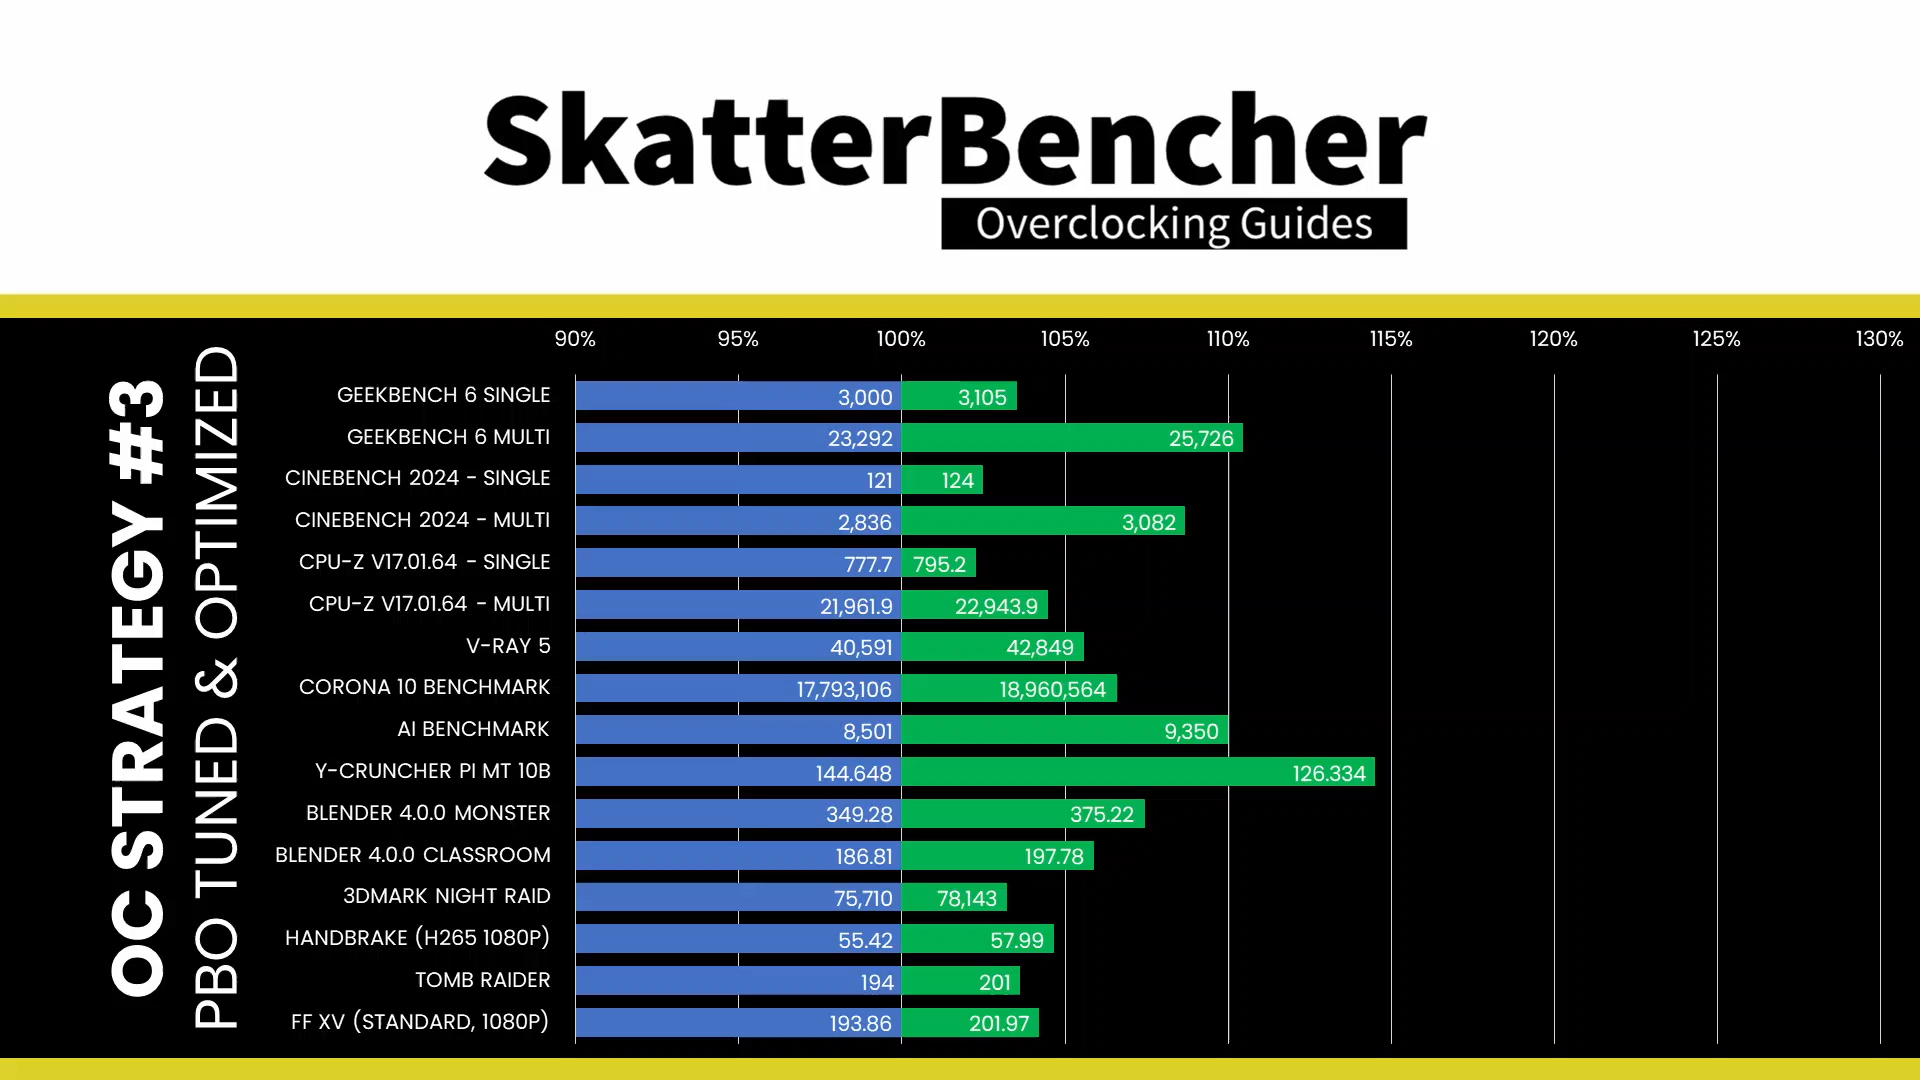 SkatterBencher
Overclocking Guides
OC STRATEGY #3
PBO TUNED & OPTIMIZED
90% 95% 100% 105% 110% 115% 120% 125% 130%
GEEKBENCH 6 SINGLE 3,000 3,105
GEEKBENCH 6 MULTI 23,292 25,726
CINEBENCH 2024 - SINGLE 121 124
CINEBENCH 2024 - MULTI 2,836 3,082
CPU-Z V17.01.64 - SINGLE 777.7 795.2
CPU-Z V17.01.64 - MULTI 21,961.9 22,943.9
V-RAY 5 40,591 42,849
CORONA 10 BENCHMARK 17,793,106 18,960,564
AI BENCHMARK 8,501 9,350
Y-CRUNCHER PI MT 10B 144.648 126.334
BLENDER 4.0.0 MONSTER 349.28 375.22
BLENDER 4.0.0 CLASSROOM 186.81 197.78
3DMARK NIGHT RAID 75,710 78,143
HANDBRAKE (H265 1080P) 55.42 57.99
TOMB RAIDER 194 201
FF XV (STANDARD, 1080P) 193.86 201.97